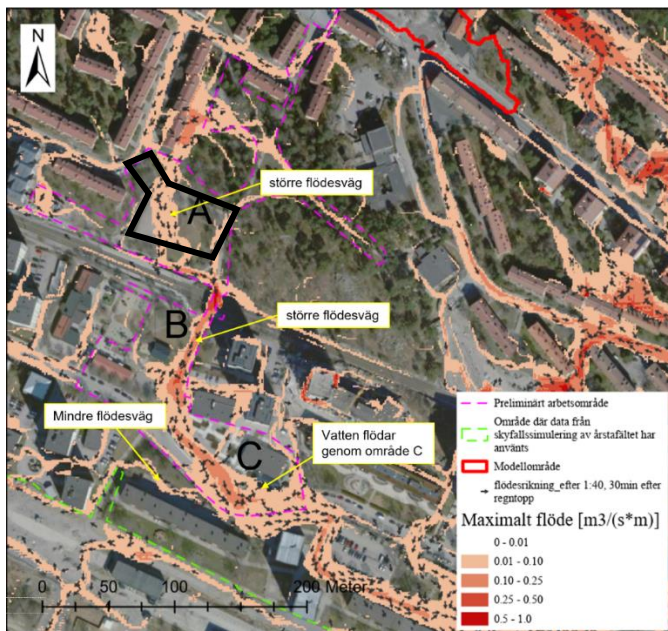 N
A
större flödesväg
B
större flödesväg
Mindre flödesväg
C
Vatten flödar
genom område C
0 50 100 200 Meter
Preliminärt arbetsområde
Område där data från
skyfallssimulering av årstafältet har
använts
Modellområde
flödesrikning_efter 1:40, 30min efter
regntopp
Maximalt flöde [m3/(s*m)]
0 - 0.01
0.01 - 0.10
0.10 - 0.25
0.25 - 0.50
0.5 - 1.0